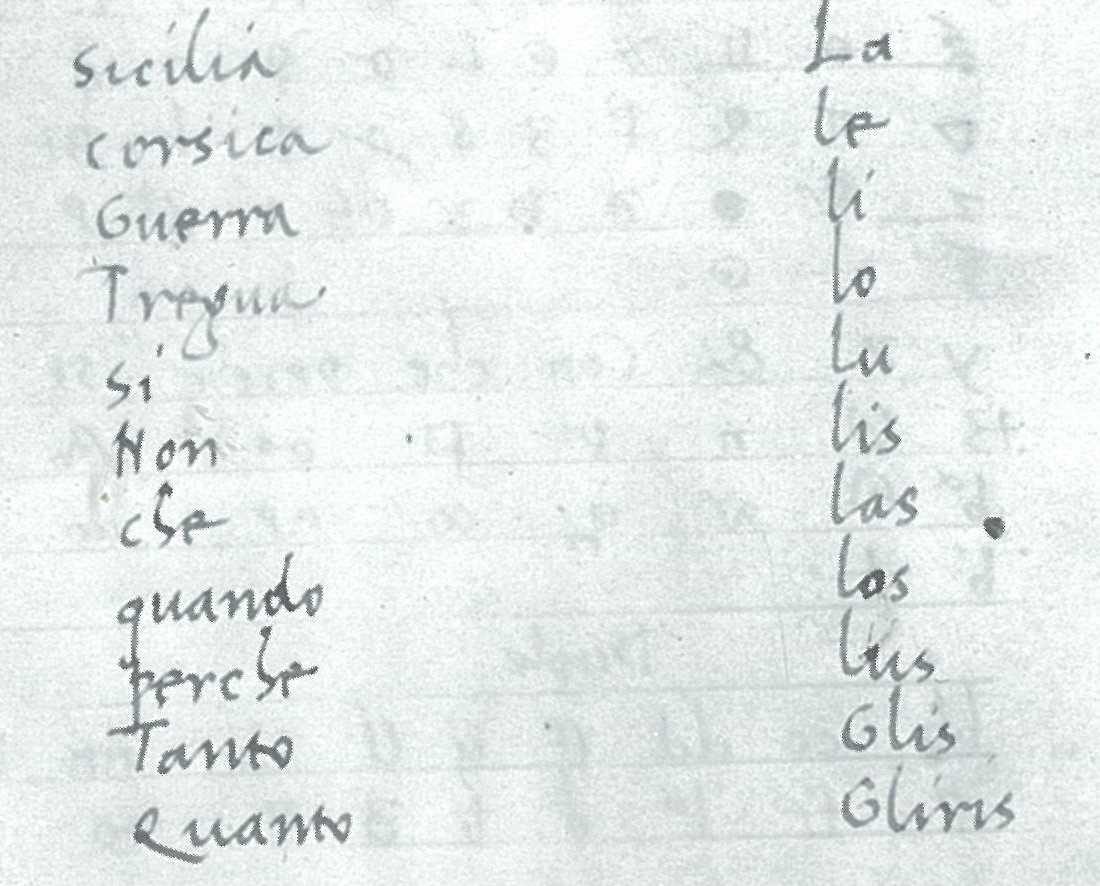 Sicilia
corsica
Guerra
Tregua
si
Non
che
quando
perche
Tanto
Quanto
La
le
li
lo
lu
lis
las
los
lus
Glis
Gliris